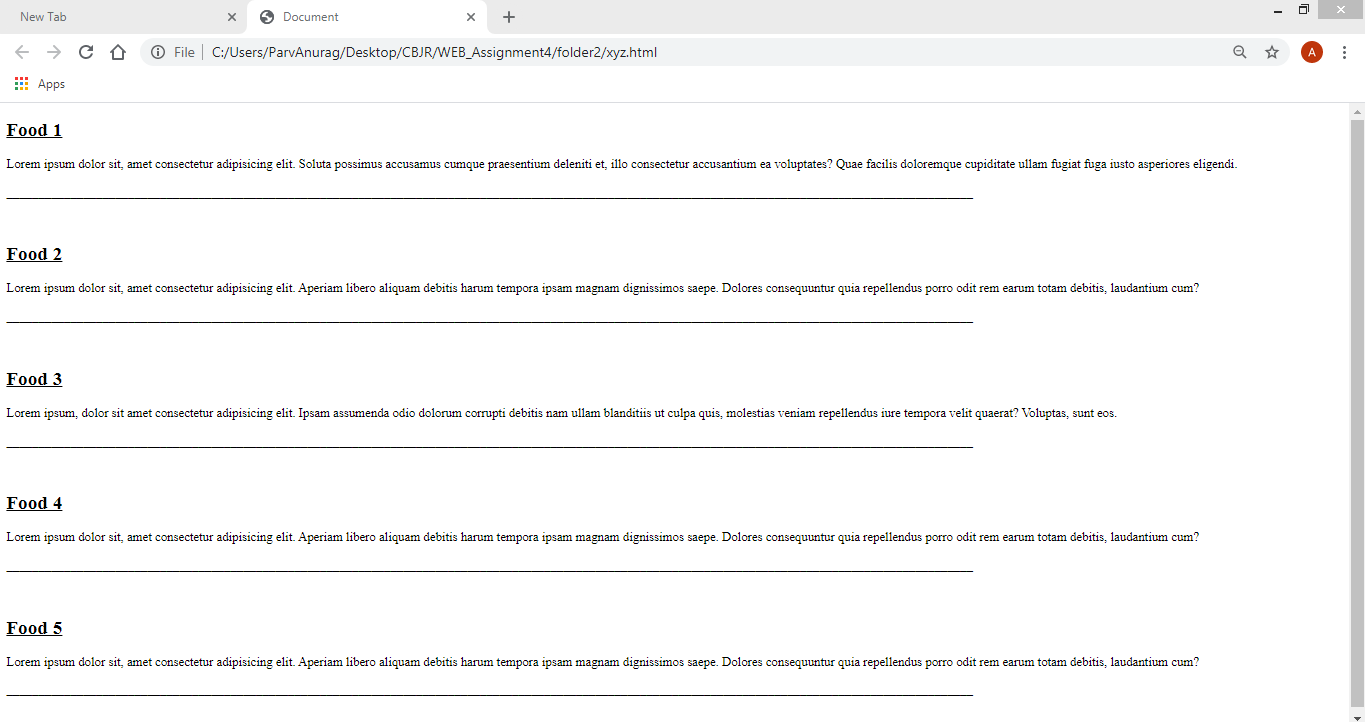 New Tab
Document
File
C:/Users/ParvAnurag/Desktop/CBJR/WEB_Assignment4/folder2/xyz.html
A
Apps
Food 1
Lorem ipsum dolor sit, amet consectetur adipisicing elit. Soluta possimus accusamus cumque praesentium deleniti et, illo consectetur accusantium ea voluptates? Quae facilis doloremque cupiditate ullam fugiat fuga iusto asperiores eligendi.
Food 2
Lorem ipsum dolor sit, amet consectetur adipisicing elit. Aperiam libero aliquam debitis harum tempora ipsam magnam dignissimos saepe. Dolores consequuntur quia repellendus porro odit rem earum totam debitis, laudantium cum?
Food 3
Lorem ipsum, dolor sit amet consectetur adipisicing elit. Ipsam assumenda odio dolorum corrupti debitis nam ullam blanditiis ut culpa quis, molestias veniam repellendus iure tempora velit quaerat? Voluptas, sunt eos.
Food 4
Lorem ipsum dolor sit, amet consectetur adipisicing elit. Aperiam libero aliquam debitis harum tempora ipsam magnam dignissimos saepe. Dolores consequuntur quia repellendus porro odit rem earum totam debitis, laudantium cum?
Food 5
Lorem ipsum dolor sit, amet consectetur adipisicing elit. Aperiam libero aliquam debitis harum tempora ipsam magnam dignissimos saepe. Dolores consequuntur quia repellendus porro odit rem earum totam debitis, laudantium cum?